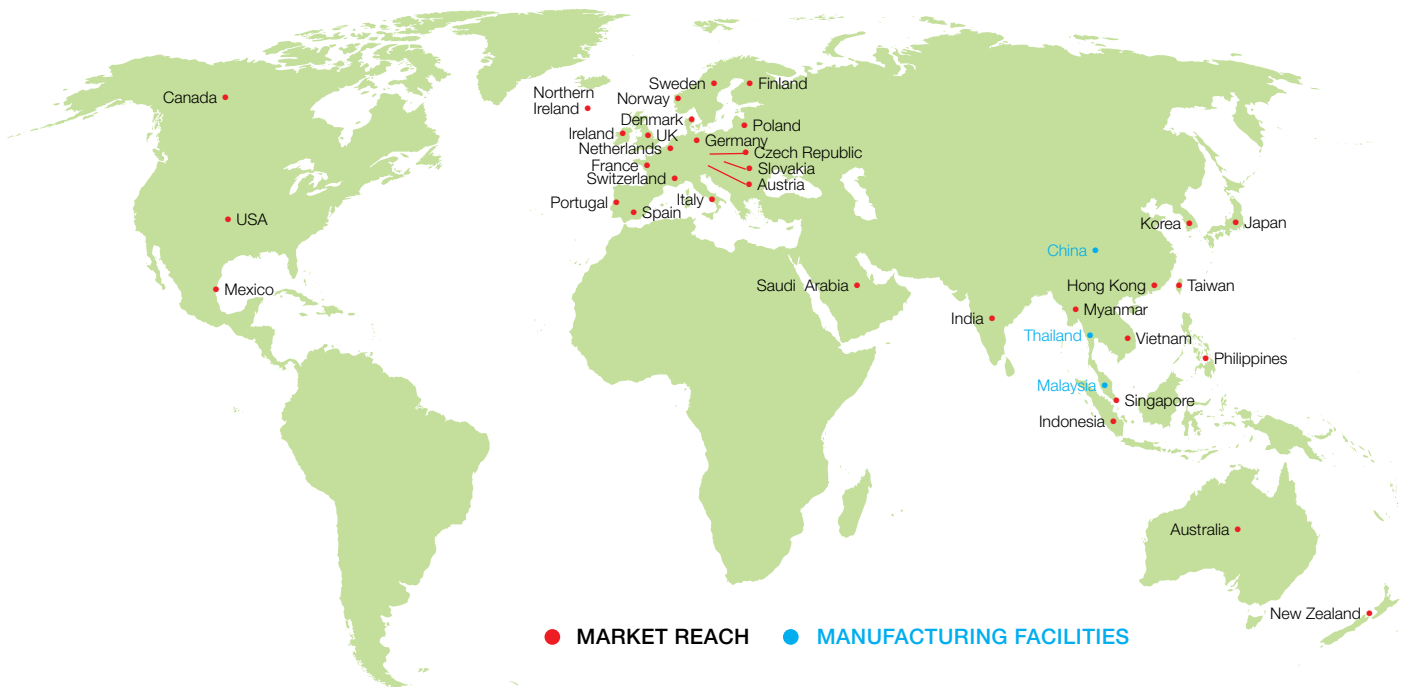 Canada
USA
Mexico
Northern
Ireland
Sweden
Finland
Norway
Denmark
Poland
Ireland
UK
Germany
Netherlands
Czech Republic
France
Slovakia
Switzerland
Austria
Portugal
Italy
Spain
Korea
Japan
China
Saudi Arabia
Hong Kong
Taiwan
Myanmar
India
Thailand
Vietnam
Philippines
Malaysia
Singapore
Indonesia
Australia
New Zealand
MARKET REACH
MANUFACTURING FACILITIES